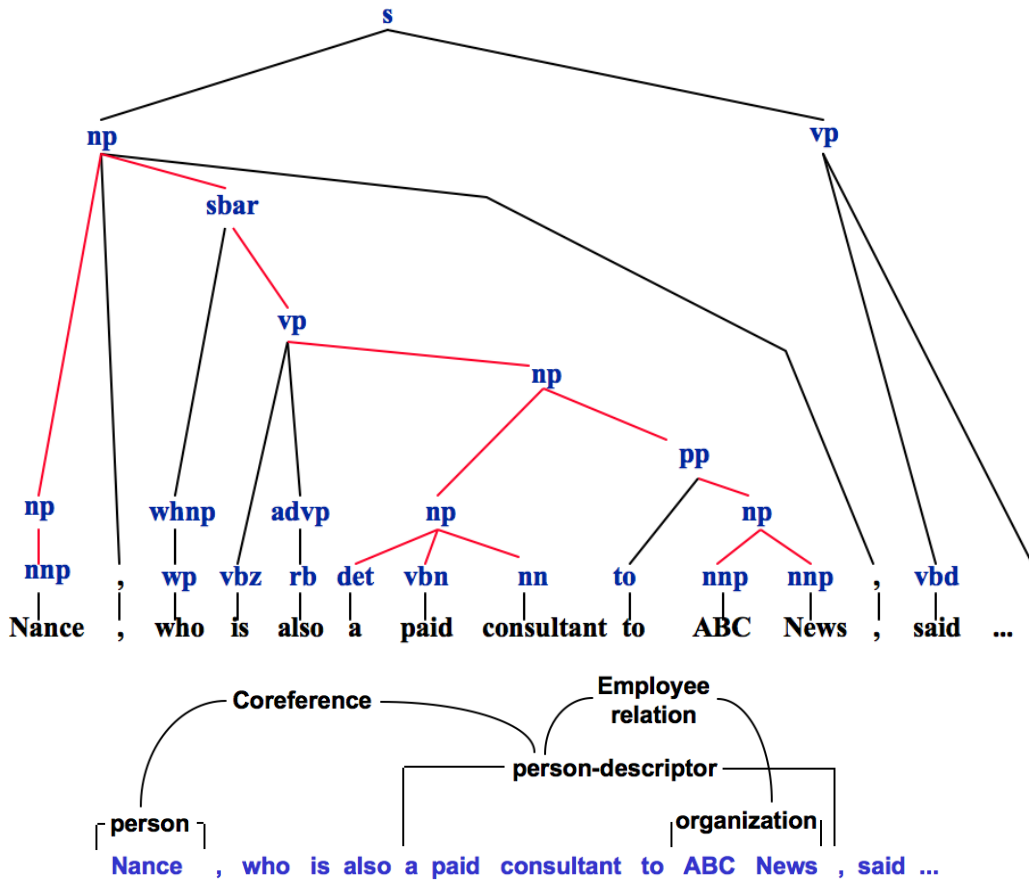 s
np vp
sbar
vp
np
pp
np whnp advp np np
nnp , wp vbz rb det vbn nn to nnp nnp , vbd
Nance , who is also a paid consultant to ABC News , said ...
Coreference
Employee
relation
person-descriptor
person organization
Nance , who is also a paid consultant to ABC News , said ...